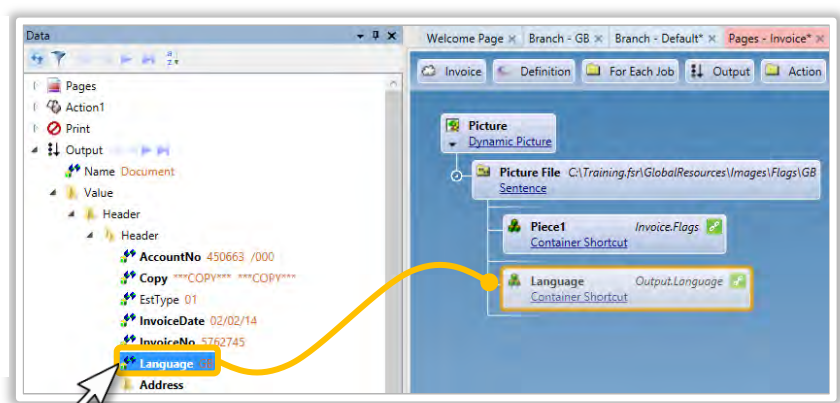 Data
Pages
Action1
Print
Output
Name Document
Value
Header
Header
AccountNo 450663 /000
Copy ***COPY*** ***COPY***
EstType 01
InvoiceDate 02/02/14
InvoiceNo 5762745
Language
Address
Welcome Page Branch - GB Branch - Default* Pages - Invoice*
Invoice Definition For Each Job Output Action
Picture
Dynamic Picture
Picture File C:\Training.fsr\GlobalResources\Images\Flags\GB
Sentence
Piece1 Invoice.Flags
Container Shortcut
Language Output.Language
Container Shortcut